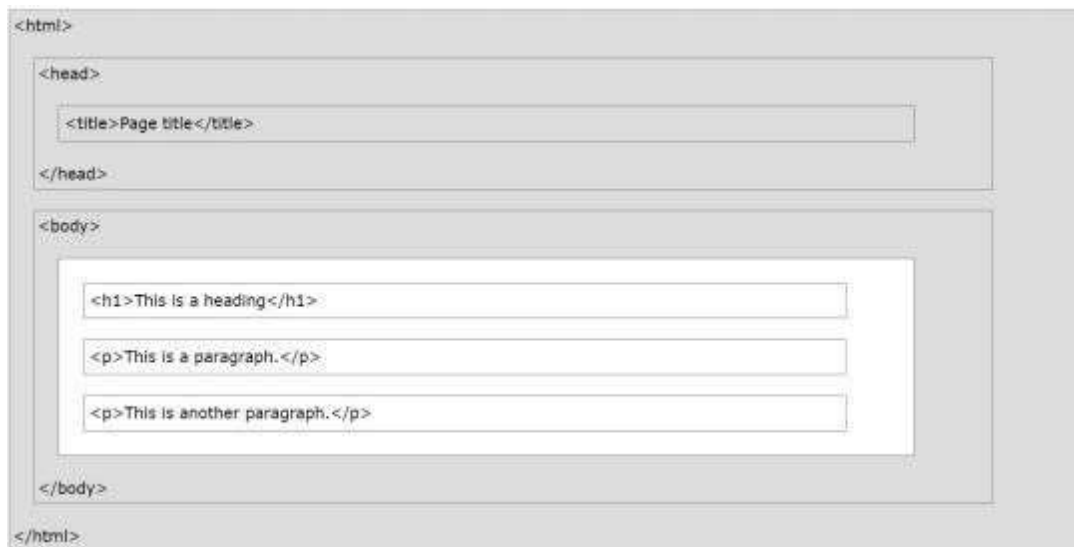 <html>
<head>
<title>Page title</title>
</head>
<body>
<h1>This is a heading</h1>
<p>This is a paragraph.</p>
<p>This is another paragraph.</p>
</body>
</html>